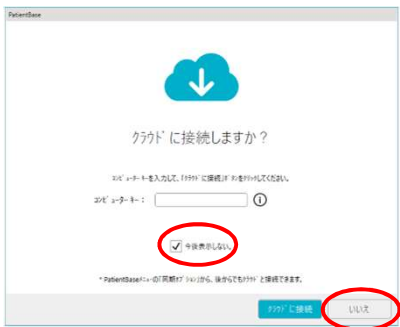 PatientBase
クラウドに接続しますか？
コンピューターキーを入力して、「クラウドに接続」ボタンをクリックしてください。
コンピューターキー：
今後表示しない。
* PatientBaseメニューの「同期オプション」から、後からでもクラウドと接続できます。
クラウドに接続
いいえ